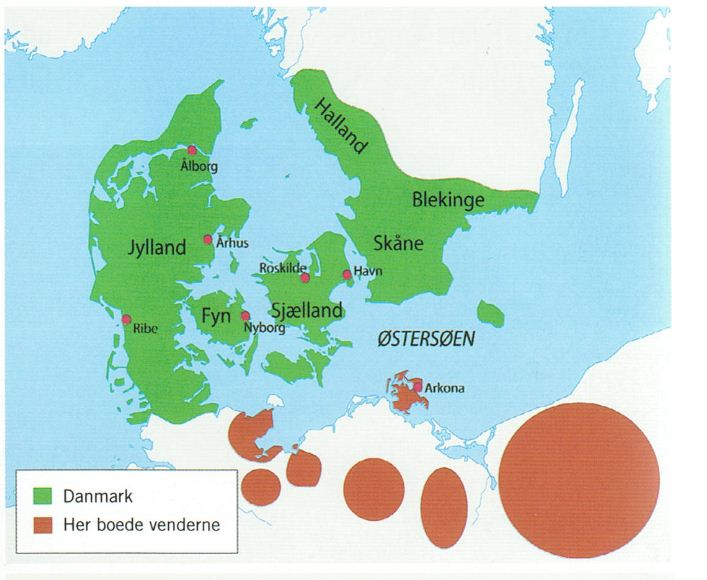 Halland
Ålborg
Blekinge
Jylland
Århus
Skåne
Roskilde
Havn
Fyn
Sjælland
Ribe
Nyborg
ØSTERSØEN
Arkona
Danmark
Her boede venderne